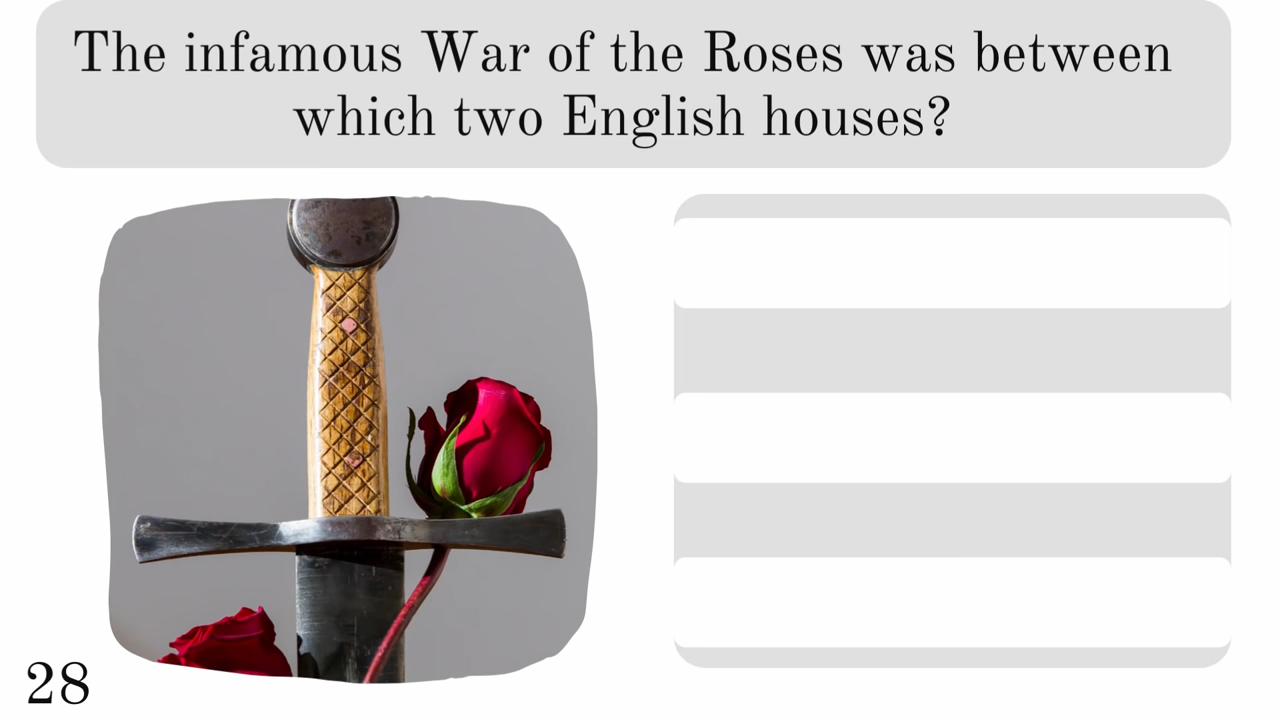 The infamous War of the Roses was between
which two English houses?
28